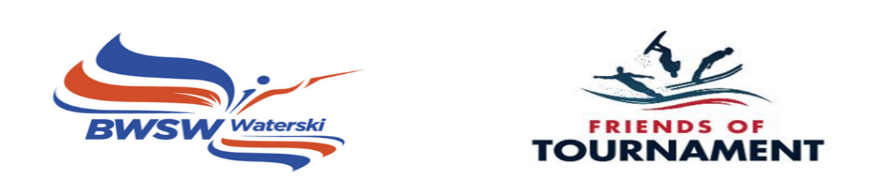 BWSW Waterski
FRIENDS OF
TOURNAMENT